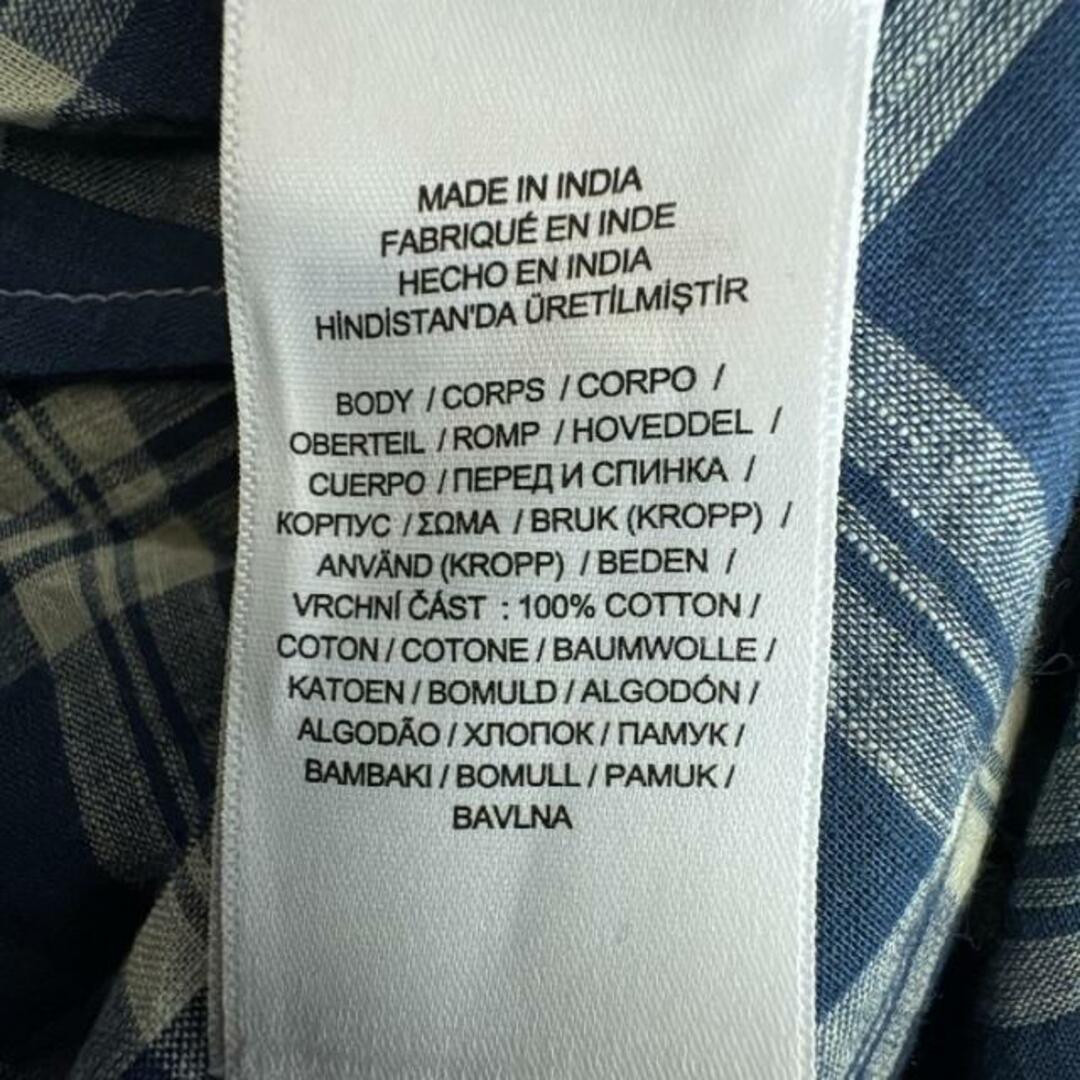 MADE IN INDIA
FABRIQUÉ EN INDE
HECHO EN INDIA
HİNDİSTAN'DA ÜRETİLMİŞTİR
BODY / CORPS / CORPO /
OBERTEIL / ROMP / HOVEDDEL /
CUERPO / ПЕРЕД И СПИНКА /
КОРПУС / ΣΩΜΑ / BRUK (KROPP) /
ANVÄND (KROPP) / BEDEN /
VRCHNÍ ČÁST : 100% COTTON /
COTON / COTONE / BAUMWOLLE /
KATOEN / BOMULD / ALGODÓN /
ALGODÃO / ХЛОПОК / ПАМУК /
BAMBAKI / BOMULL / PAMUK /
BAVLNA